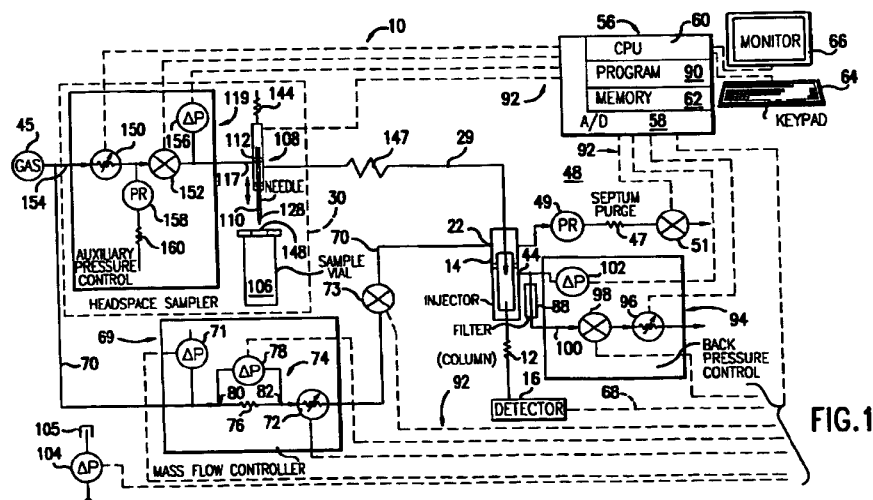 10
56
60
CPU
PROGRAM 90
MEMORY 62
A/D 58
MONITOR
66
64
KEYPAD
92
45
GAS
154
150
119
ΔP
156
152
PR
158
160
AUXILIARY
PRESSURE
CONTROL
HEADSPACE SAMPLER
144
112
108
117
NEEDLE
110
128
30
148
106
SAMPLE
VIAL
147
29
92
48
49
PR
SEPTUM
PURGE
47
51
22
70
14
44
73
INJECTOR
ΔP
102
88
98
96
94
FILTER
100
BACK
PRESSURE
CONTROL
(COLUMN)
12
16
DETECTOR
68
92
69
71
ΔP
ΔP
78
74
80
82
76
72
MASS FLOW CONTROLLER
70
105
104
ΔP
FIG.1